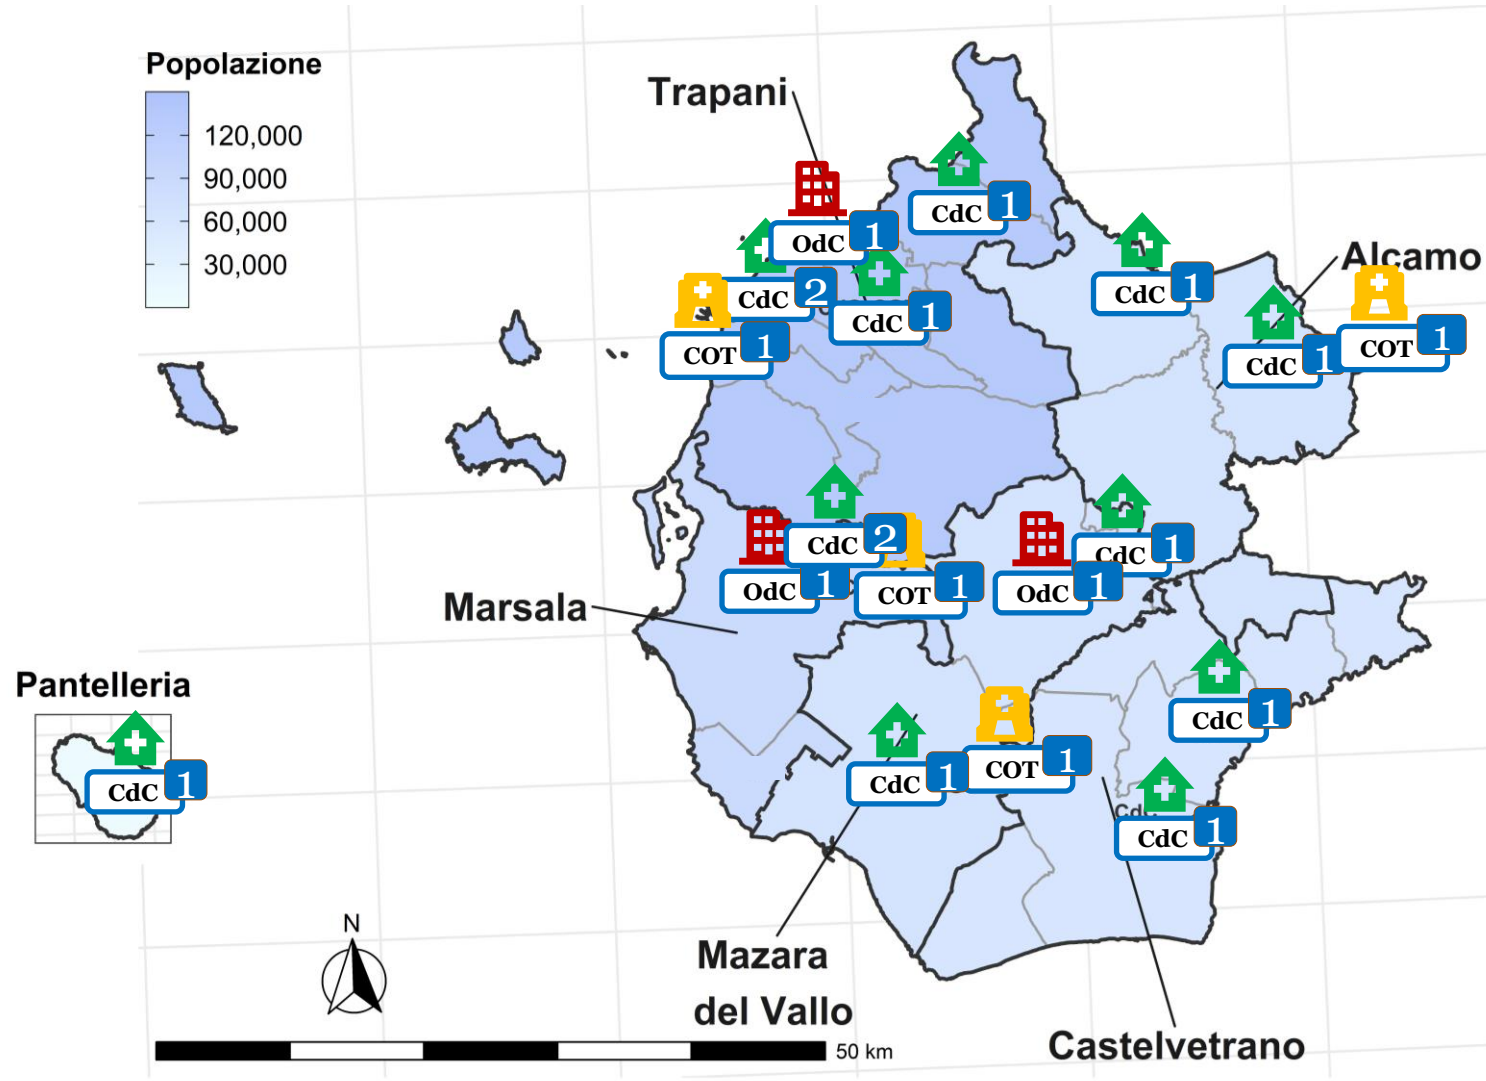 Popolazione
120,000
90,000
60,000
30,000
Trapani
CdC 1
OdC 1
CdC 2
CdC 1
COT 1
CdC 1
Alcamo
CdC 1
COT 1
CdC 2
OdC 1
COT 1
CdC 1
OdC 1
Marsala
Pantelleria
CdC 1
CdC 1
COT 1
CdC 1
CdC
CdC 1
N
Mazara
del Vallo
Castelvetrano
50 km